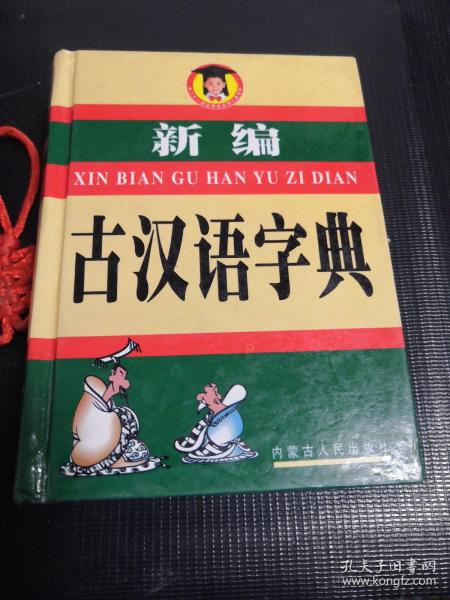 新编
XIN BIAN GU HAN YU ZI DIAN
古汉语字典
内蒙古人民出版社
孔夫子旧书网
www.kongfz.com